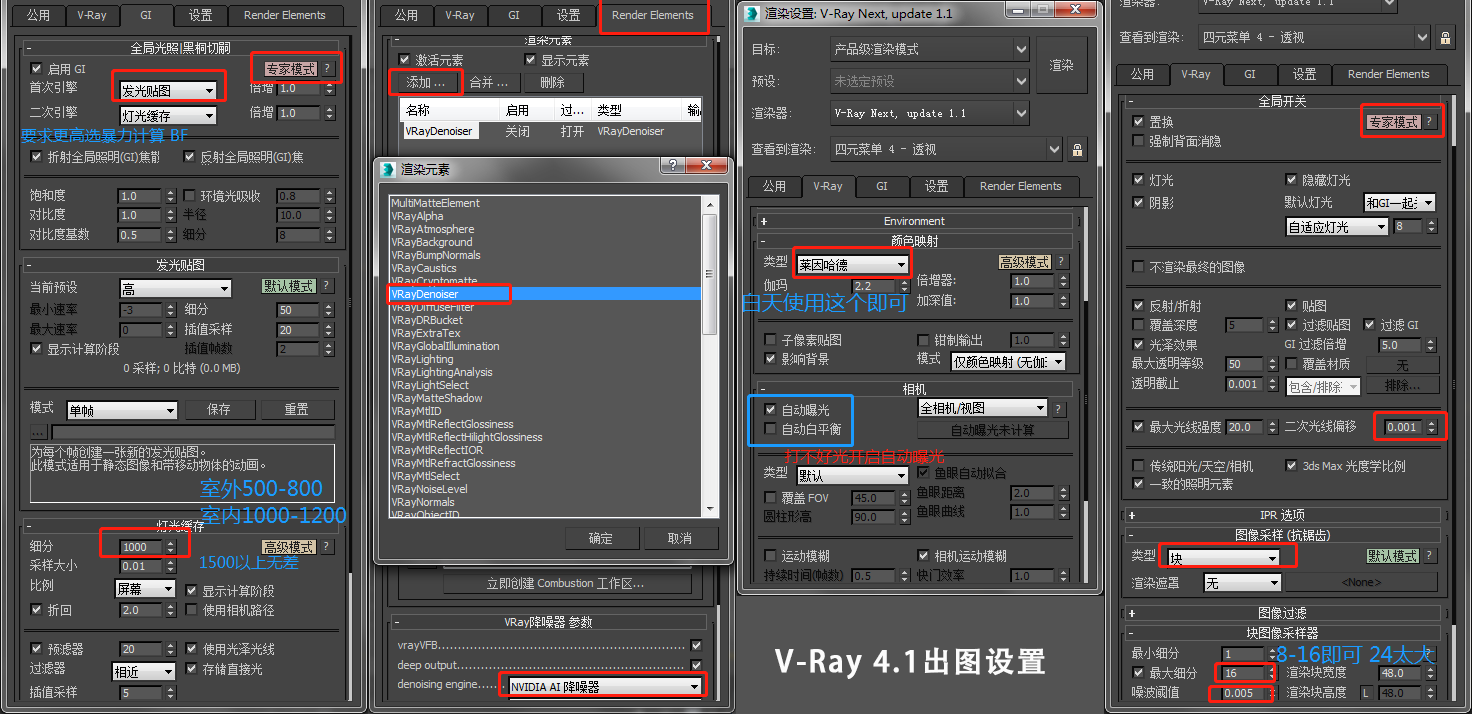 公用 V-Ray GI 设置 Render Elements
全局光照[黑桐切嗣
启用 GI 专家模式 ?
首次引擎 发光贴图 倍增 1.0
二次引擎 灯光缓存 倍增 1.0
要求更高选暴力计算 BF
折射全局照明(GI)焦散 反射全局照明(GI)焦
饱和度 1.0 环境光吸收 0.8
对比度 1.0 半径 10.0
对比度基数 0.5 细分 8
发光贴图
当前预设 高 默认模式 ?
最小速率 -3 细分 50
最大速率 0 插值采样 20
显示计算阶段 插值帧数 2
0 采样; 0 比特 (0.0 MB)
模式 单帧 保存 重置
...
为每个帧创建一张新的发光贴图。
此模式适用于静态图像和带移动物体的动画。
室外500-800
室内1000-1200
灯光缓存
细分 1000 高级模式 ?
采样大小 0.01 1500以上无差
比例 屏幕 显示计算阶段
折回 2.0 使用相机路径
预滤器 20 使用光泽光线
过滤器 相近 存储直接光
插值采样 5
公用 V-Ray GI 设置 Render Elements
渲染元素
激活元素 显示元素
添加 ... 合并 ... 删除
名称 启用 过... 类型 输
VRayDenoiser 关闭 打开 VRayDenoiser
渲染元素
MultiMatteElement
VRayAlpha
VRayAtmosphere
VRayBackground
VRayBumpNormals
VRayCaustics
VRayCryptomatte
VRayDenoiser
VRayDiffuseFilter
VRayDRBucket
VRayExtraTex
VRayGlobalIllumination
VRayLighting
VRayLightingAnalysis
VRayLightSelect
VRayMatteShadow
VRayMtlID
VRayMtlReflectGlossiness
VRayMtlReflectHilightGlossiness
VRayMtlReflectIOR
VRayMtlRefractGlossiness
VRayMtlSelect
VRayNoiseLevel
VRayNormals
VRayObjectID
确定 取消
立即创建 Combustion 工作区...
VRay降噪器 参数
vrayVFB
deep output
denoising engine NVIDIA AI 降噪器
渲染设置: V-Ray Next, update 1.1
目标: 产品级渲染模式 渲染
预设: 未选定预设
渲染器: V-Ray Next, update 1.1
查看到渲染: 四元菜单 4 - 透视
公用 V-Ray GI 设置 Render Elements
+ Environment
颜色映射
类型 莱因哈德 高级模式 ?
伽玛 2.2 倍增器: 1.0
白天使用这个即可 加深值: 1.0
子像素贴图 钳制输出 1.0
影响背景 模式 仅颜色映射 (无伽
相机
自动曝光 全相机/视图 ?
自动白平衡 自动曝光未计算
打不好光开启自动曝光
类型 默认 鱼眼自动拟合
覆盖 FOV 45.0 鱼眼距离 2.0
圆柱形高 90.0 鱼眼曲线 1.0
运动模糊 相机运动模糊
持续时间(帧数) 0.5 快门效率 1.0
V-Ray 4.1出图设置
渲染器: V-Ray Next, update 1.1
查看到渲染: 四元菜单 4 - 透视
公用 V-Ray GI 设置 Render Elements
全局开关
置换 专家模式 ?
强制背面消隐
灯光 隐藏灯光
阴影 默认灯光 和GI一起
自适应灯光 8
不渲染最终的图像
反射/折射 贴图
覆盖深度 5 过滤贴图 过滤 GI
光泽效果 GI 过滤倍增 5.0
最大透明等级 50 覆盖材质 无
透明截止 0.001 包含/排除 排除...
最大光线强度 20.0 二次光线偏移 0.001
传统阳光/天空/相机 3ds Max 光度学比例
一致的照明元素
+ IPR 选项
图像采样 (抗锯齿)
类型 块 默认模式 ?
渲染遮罩 无 <None>
+ 图像过滤
块图像采样器
最小细分 1 8-16即可 24太大 ?
最大细分 16 渲染块宽度 48.0
噪波阈值 0.005 渲染块高度 L 48.0